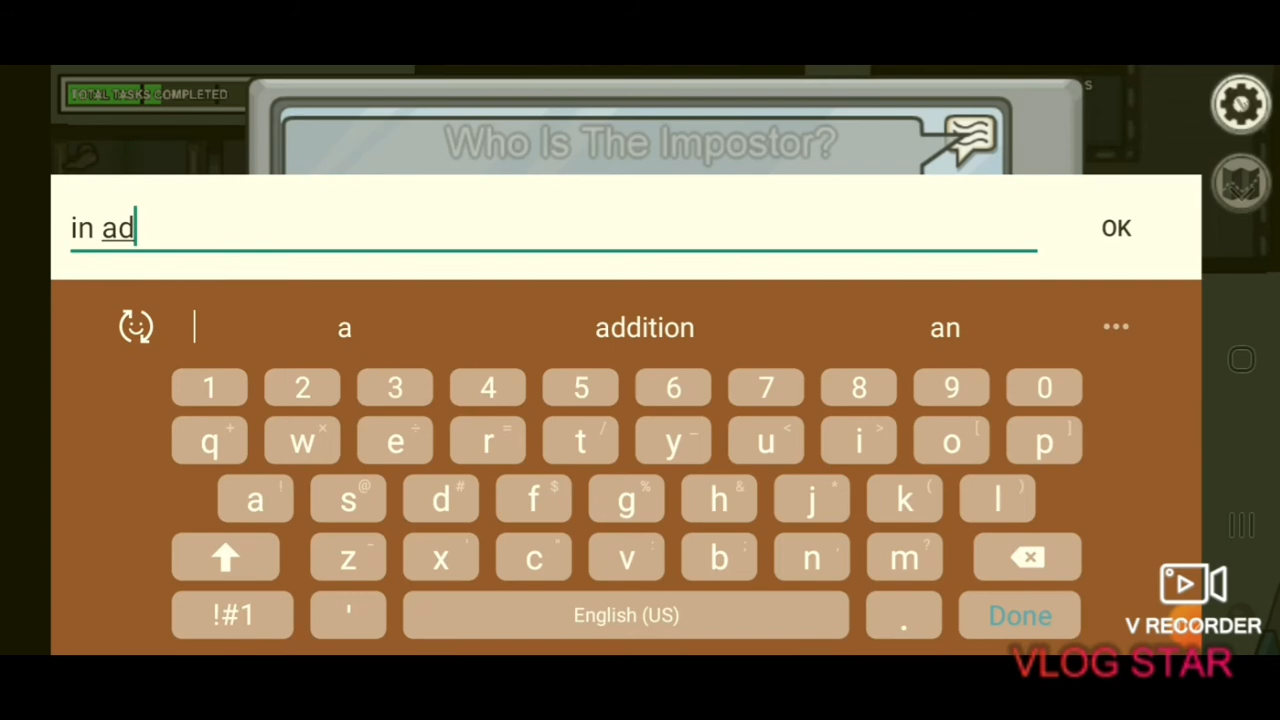 TOTAL TASKS COMPLETED
s
Who Is The Impostor?
in ad
OK
a addition an
1 2 3 4 5 6 7 8 9 0
q + w × e ÷ r = t / y _ u < i > o [ p ]
a ! s @ d # f $ g % h & j * k ( l )
z - x ' c " v : b ; n , m ?
!#1 ' English (US) . Done
V RECORDER
VLOG STAR